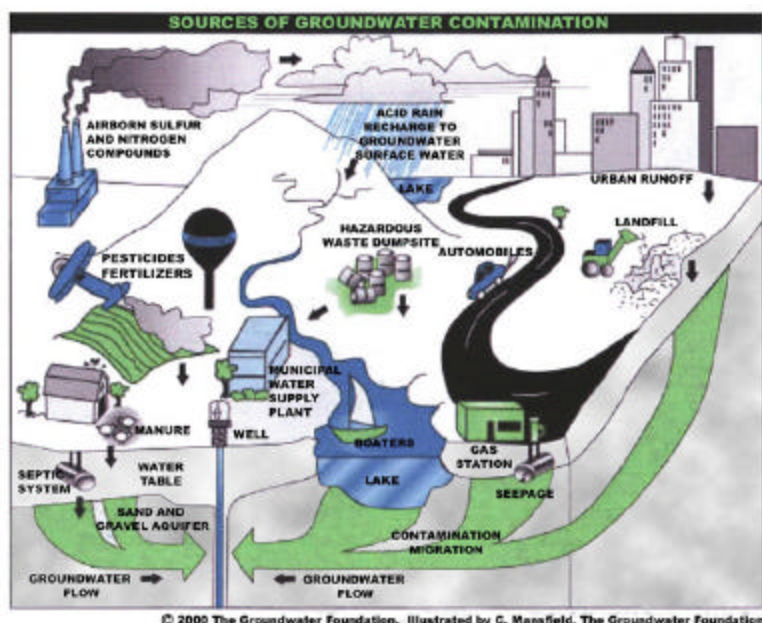 SOURCES OF GROUNDWATER CONTAMINATION
AIRBORN SULFUR
AND NITROGEN
COMPOUNDS
ACID RAIN
RECHARGE TO
GROUNDWATER
SURFACE WATER
LAKE
URBAN RUNOFF
LANDFILL
HAZARDOUS
WASTE DUMPSITE
AUTOMOBILES
PESTICIDES
FERTILIZERS
MUNICIPAL
WATER
SUPPLY
PLANT
MANURE
WELL
BOATERS
GAS
STATION
SEPTIC
SYSTEM
WATER
TABLE
LAKE
SEEPAGE
SAND AND
GRAVEL AQUIFER
CONTAMINATION
MIGRATION
GROUNDWATER
FLOW
GROUNDWATER
FLOW
© 2000 The Groundwater Foundation. Illustrated by C. Mansfield, The Groundwater Foundation